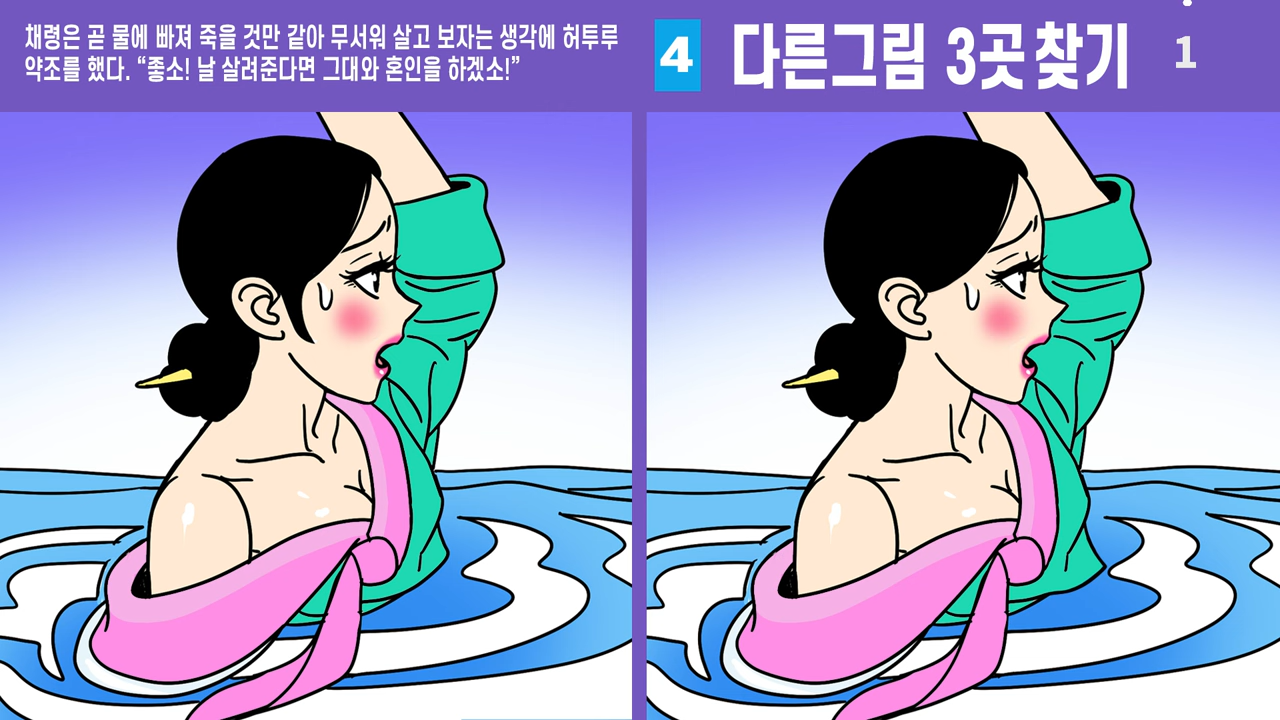 채령은 곧 물에 빠져 죽을 것만 같아 무서워 살고 보자는 생각에 허투루
약조를 했다. “좋소! 날 살려준다면 그대와 혼인을 하겠소!”
4 다른그림 3곳 찾기 1